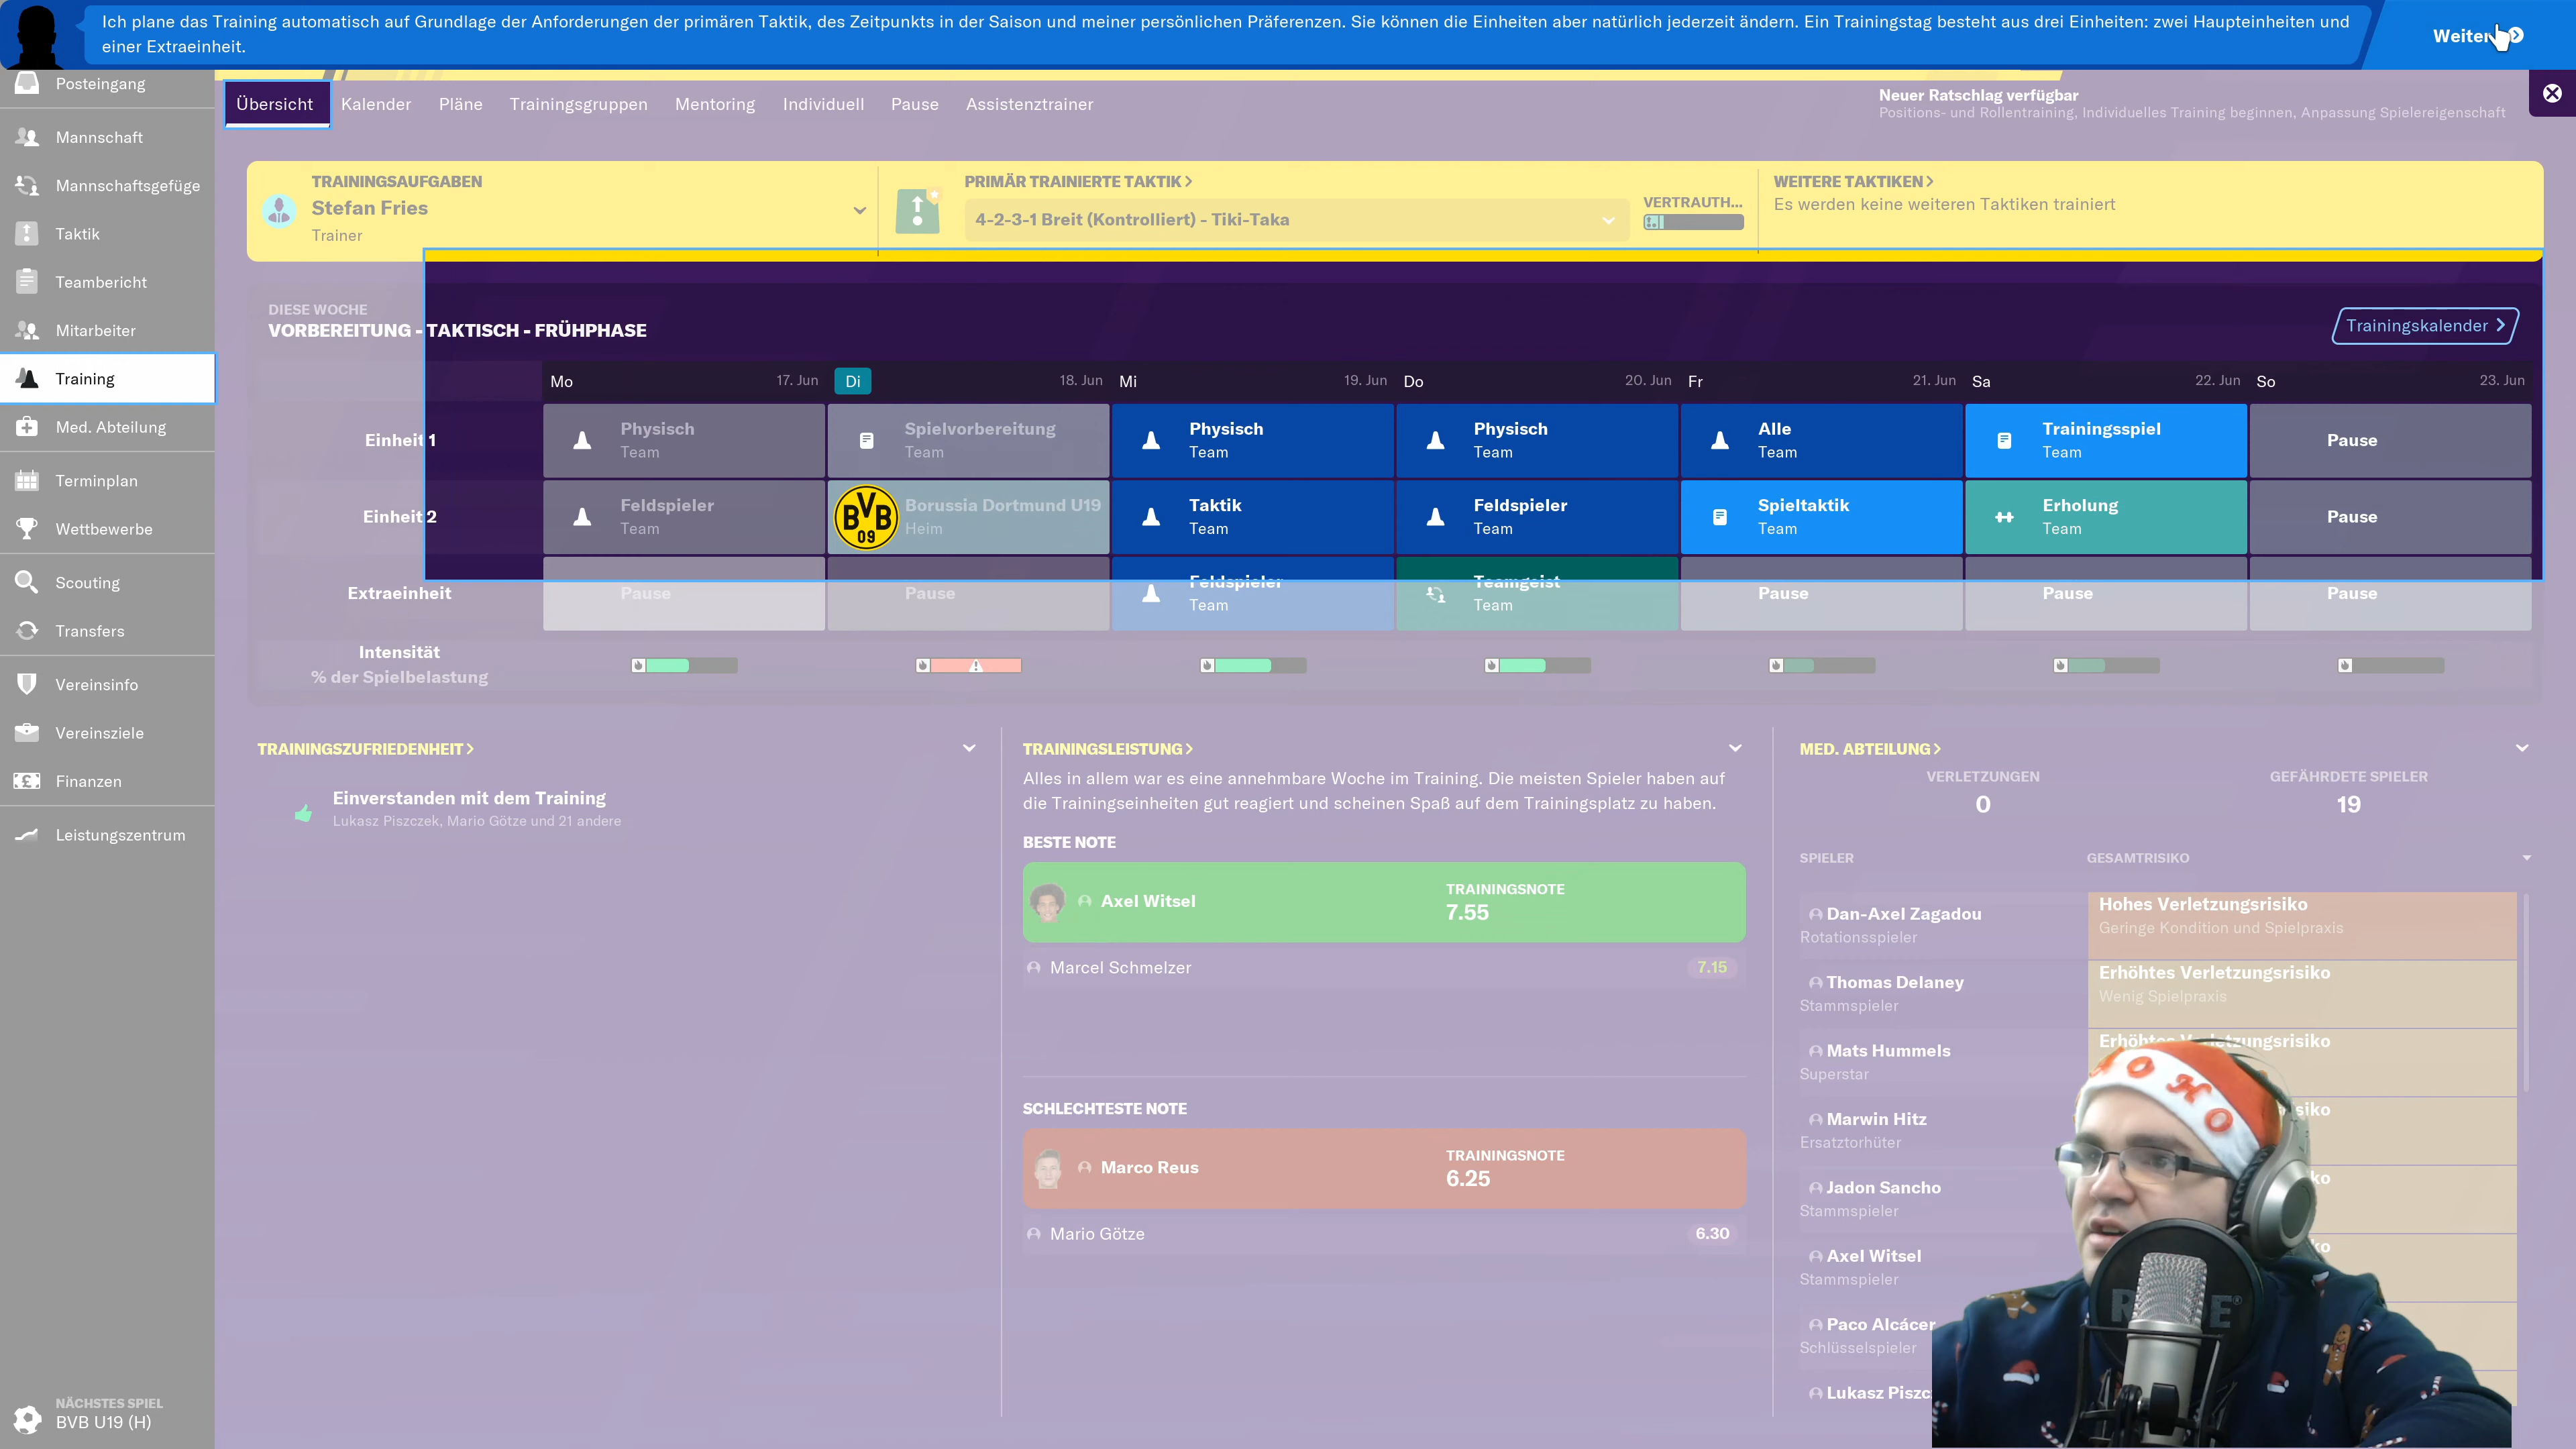 Ich plane das Training automatisch auf Grundlage der Anforderungen der primären Taktik, des Zeitpunkts in der Saison und meiner persönlichen Präferenzen. Sie können die Einheiten aber natürlich jederzeit ändern. Ein Trainingstag besteht aus drei Einheiten: zwei Haupteinheiten und
einer Extraeinheit.
Weiter
Posteingang
Mannschaft
Mannschaftsgefüge
Taktik
Teambericht
Mitarbeiter
Training
Med. Abteilung
Terminplan
Wettbewerbe
Scouting
Transfers
Vereinsinfo
Vereinsziele
Finanzen
Leistungszentrum
NÄCHSTES SPIEL
BVB U19 (H)
Übersicht Kalender Pläne Trainingsgruppen Mentoring Individuell Pause Assistenztrainer
Neuer Ratschlag verfügbar
Positions- und Rollentraining, Individuelles Training beginnen, Anpassung Spielereigenschaft
TRAININGSAUFGABEN
Stefan Fries
Trainer
PRIMÄR TRAINIERTE TAKTIK
4-2-3-1 Breit (Kontrolliert) - Tiki-Taka
VERTRAUTH...
WEITERE TAKTIKEN
Es werden keine weiteren Taktiken trainiert
DIESE WOCHE
VORBEREITUNG - TAKTISCH - FRÜHPHASE
Trainingskalender
Mo 17. Jun Di 18. Jun Mi 19. Jun Do 20. Jun Fr 21. Jun Sa 22. Jun So 23. Jun
Einheit 1
Physisch Spielvorbereitung Physisch Physisch Alle Trainingsspiel Pause
Team Team Team Team Team Team
Einheit 2
BVB 09
Feldspieler Borussia Dortmund U19 Taktik Feldspieler Spieltaktik Erholung Pause
Team Heim Team Team Team Team
Extraeinheit
Pause Pause Feldspieler Teamgeist Pause Pause Pause
Team Team
Intensität
% der Spielbelastung
TRAININGSZUFRIEDENHEIT
Einverstanden mit dem Training
Lukasz Piszczek, Mario Götze und 21 andere
TRAININGSLEISTUNG
Alles in allem war es eine annehmbare Woche im Training. Die meisten Spieler haben auf
die Trainingseinheiten gut reagiert und scheinen Spaß auf dem Trainingsplatz zu haben.
BESTE NOTE
Axel Witsel
TRAININGSNOTE
7.55
Marcel Schmelzer 7.15
SCHLECHTESTE NOTE
Marco Reus
TRAININGSNOTE
6.25
Mario Götze 6.30
MED. ABTEILUNG
VERLETZUNGEN GEFÄHRDETE SPIELER
0 19
SPIELER GESAMTRISIKO
Dan-Axel Zagadou Hohes Verletzungsrisiko
Rotationsspieler Geringe Kondition und Spielpraxis
Thomas Delaney Erhöhtes Verletzungsrisiko
Stammspieler Wenig Spielpraxis
Mats Hummels Erhöhtes Verletzungsrisiko
Superstar
Marwin Hitz
Ersatztorhüter
Jadon Sancho
Stammspieler
Axel Witsel
Stammspieler
Paco Alcácer
Schlüsselspieler
Lukasz